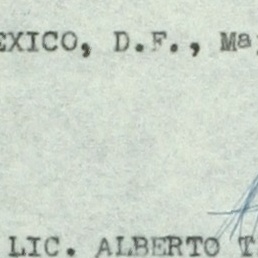 EXICO, D.F., Ma
LIC. ALBERTO T